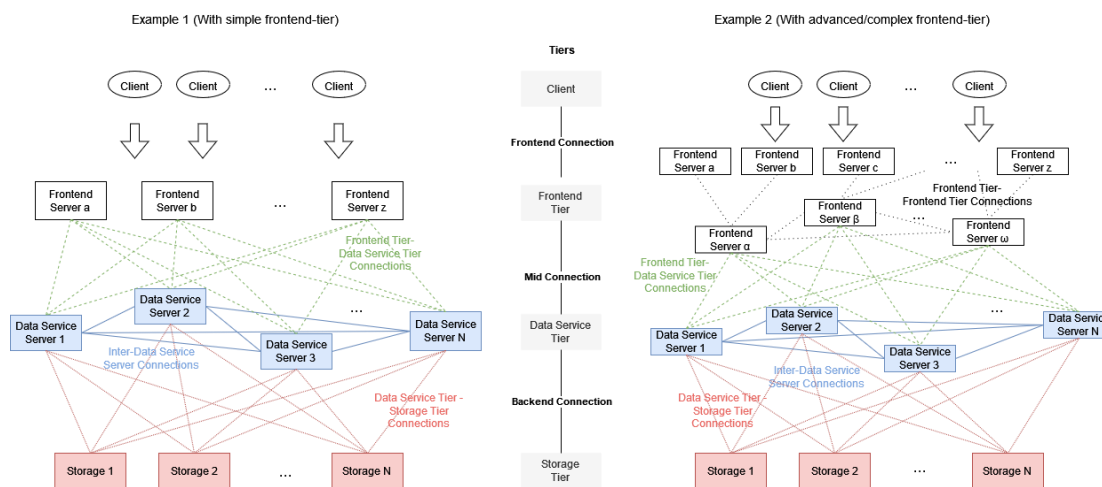 Example 1 (With simple frontend-tier)
Client
Client
...
Client
Frontend
Server a
Frontend
Server b
...
Frontend
Server z
Frontend Tier-
Data Service Tier
Connections
Data Service
Server 1
Data Service
Server 2
Data Service
Server 3
...
Data Service
Server N
Inter-Data Service
Server Connections
Data Service Tier -
Storage Tier
Connections
Storage 1
Storage 2
...
Storage N
Tiers
Client
Frontend Connection
Frontend
Tier
Mid Connection
Data Service
Tier
Backend Connection
Storage
Tier
Example 2 (With advanced/complex frontend-tier)
Client
Client
...
Client
Frontend
Server a
Frontend
Server b
Frontend
Server c
...
Frontend
Server z
Frontend Tier-
Frontend Tier Connections
Frontend
Server α
Frontend
Server β
...
Frontend
Server ω
Frontend Tier-
Data Service Tier
Connections
Data Service
Server 1
Data Service
Server 2
Data Service
Server 3
...
Data Service
Server N
Inter-Data Service
Server Connections
Data Service Tier -
Storage Tier
Connections
Storage 1
Storage 2
...
Storage N